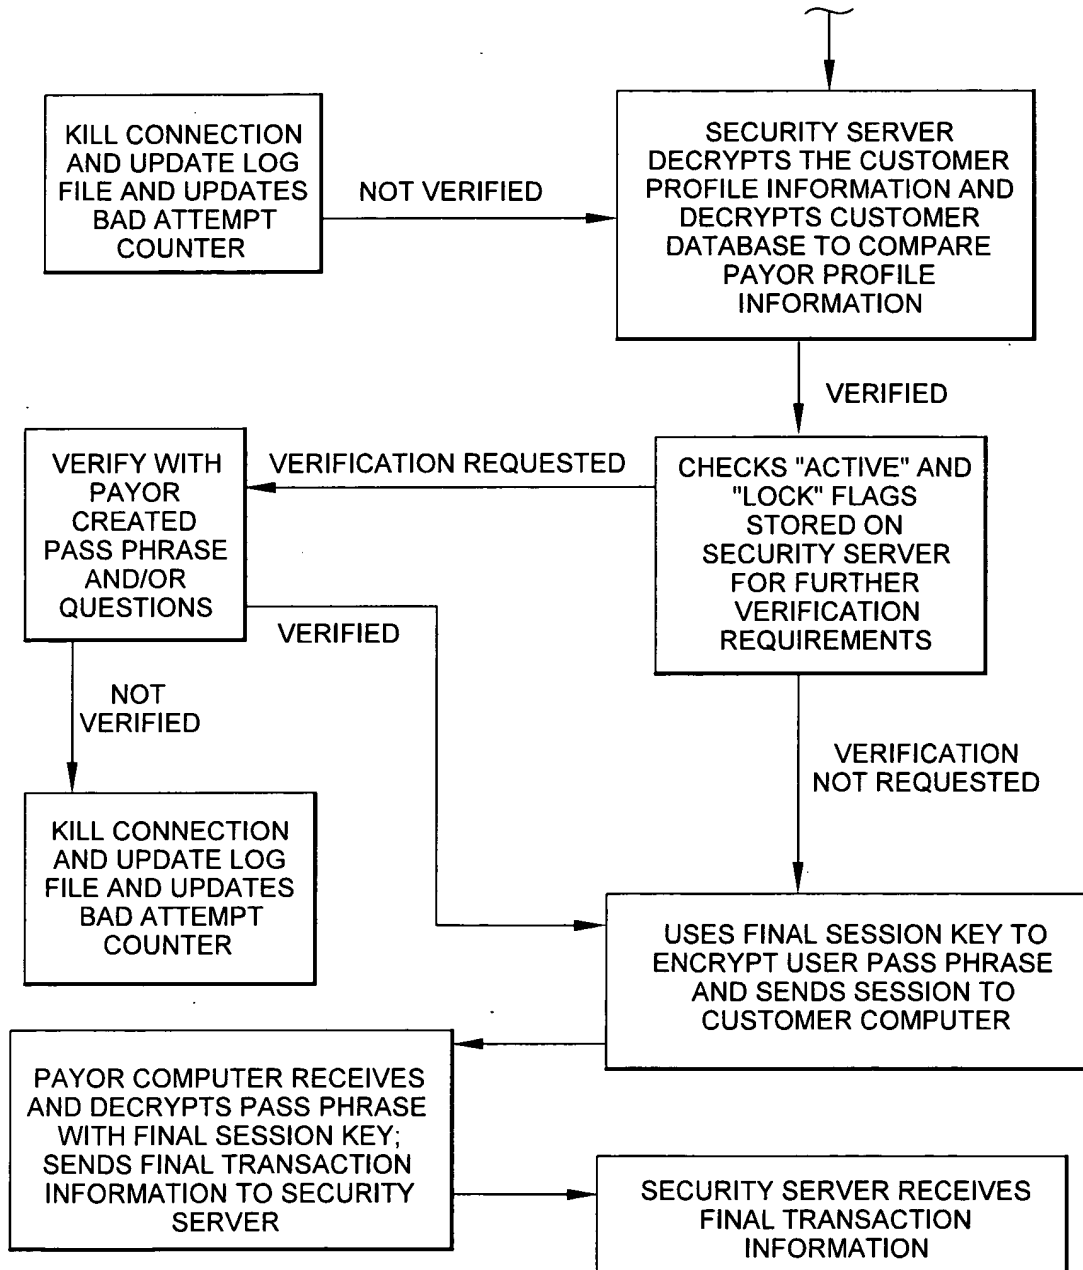 KILL CONNECTION
AND UPDATE LOG
FILE AND UPDATES
BAD ATTEMPT
COUNTER
NOT VERIFIED
SECURITY SERVER
DECRYPTS THE CUSTOMER
PROFILE INFORMATION AND
DECRYPTS CUSTOMER
DATABASE TO COMPARE
PAYOR PROFILE
INFORMATION
VERIFIED
VERIFY WITH
PAYOR
CREATED
PASS PHRASE
AND/OR
QUESTIONS
VERIFICATION REQUESTED
CHECKS "ACTIVE" AND
"LOCK" FLAGS
STORED ON
SECURITY SERVER
FOR FURTHER
VERIFICATION
REQUIREMENTS
VERIFIED
NOT
VERIFIED
VERIFICATION
NOT REQUESTED
KILL CONNECTION
AND UPDATE LOG
FILE AND UPDATES
BAD ATTEMPT
COUNTER
USES FINAL SESSION KEY TO
ENCRYPT USER PASS PHRASE
AND SENDS SESSION TO
CUSTOMER COMPUTER
PAYOR COMPUTER RECEIVES
AND DECRYPTS PASS PHRASE
WITH FINAL SESSION KEY;
SENDS FINAL TRANSACTION
INFORMATION TO SECURITY
SERVER
SECURITY SERVER RECEIVES
FINAL TRANSACTION
INFORMATION